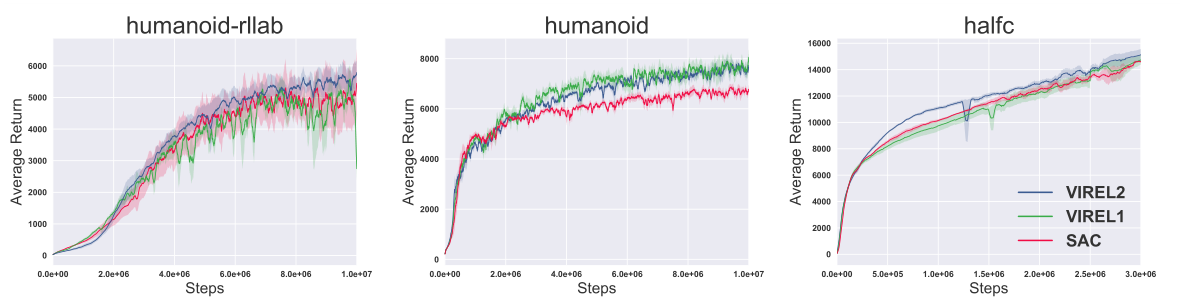 humanoid-rllab
Average Return
6000
5000
4000
3000
2000
1000
0
0.0e+00 2.0e+06 4.0e+06 6.0e+06 8.0e+06 1.0e+07
Steps
humanoid
Average Return
8000
6000
4000
2000
0
0.0e+00 2.0e+06 4.0e+06 6.0e+06 8.0e+06 1.0e+07
Steps
halfc
Average Return
16000
14000
12000
10000
8000
6000
4000
2000
0
0.0e+00 5.0e+05 1.0e+06 1.5e+06 2.0e+06 2.5e+06 3.0e+06
Steps
VIREL2
VIREL1
SAC